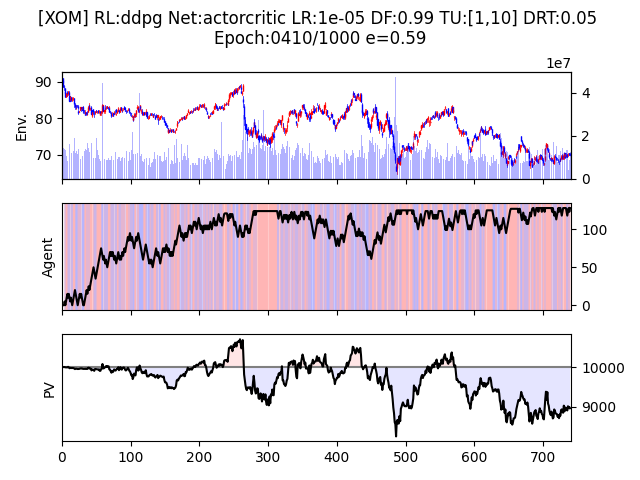 [XOM] RL:ddpg Net:actorcritic LR:1e-05 DF:0.99 TU:[1,10] DRT:0.05
Epoch:0410/1000 e=0.59
1e7
90
80
70
Env.
4
2
0
Agent
100
50
0
PV
10000
9000
0 100 200 300 400 500 600 700